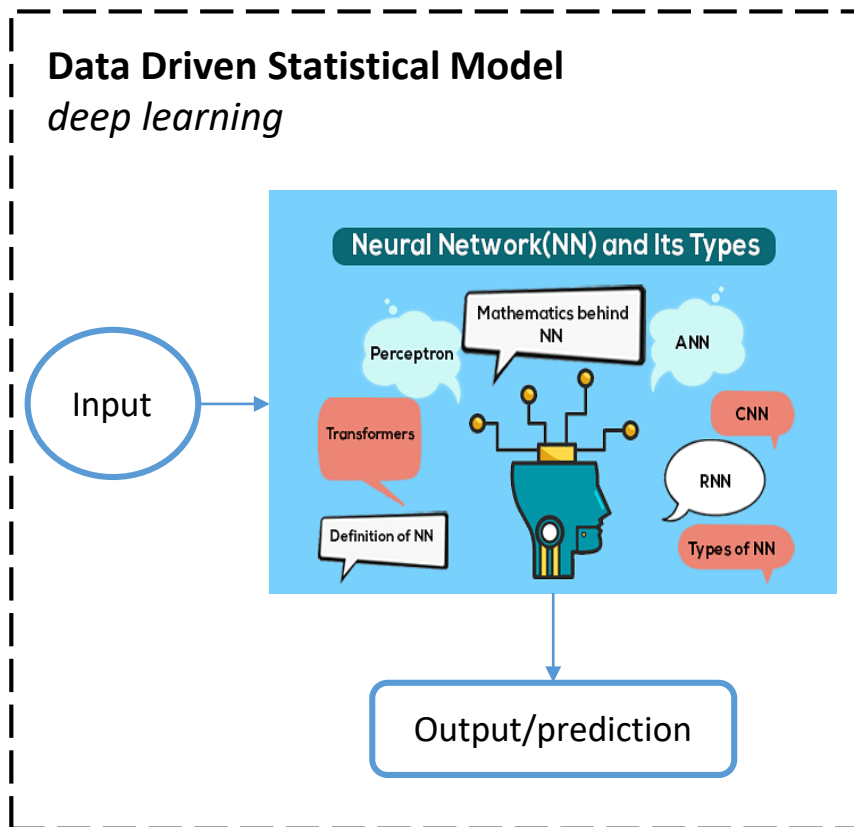 Data Driven Statistical Model
deep learning
Neural Network(NN) and Its Types
Mathematics behind
NN
Perceptron
ANN
Input
Transformers
CNN
RNN
Definition of NN
Types of NN
Output/prediction